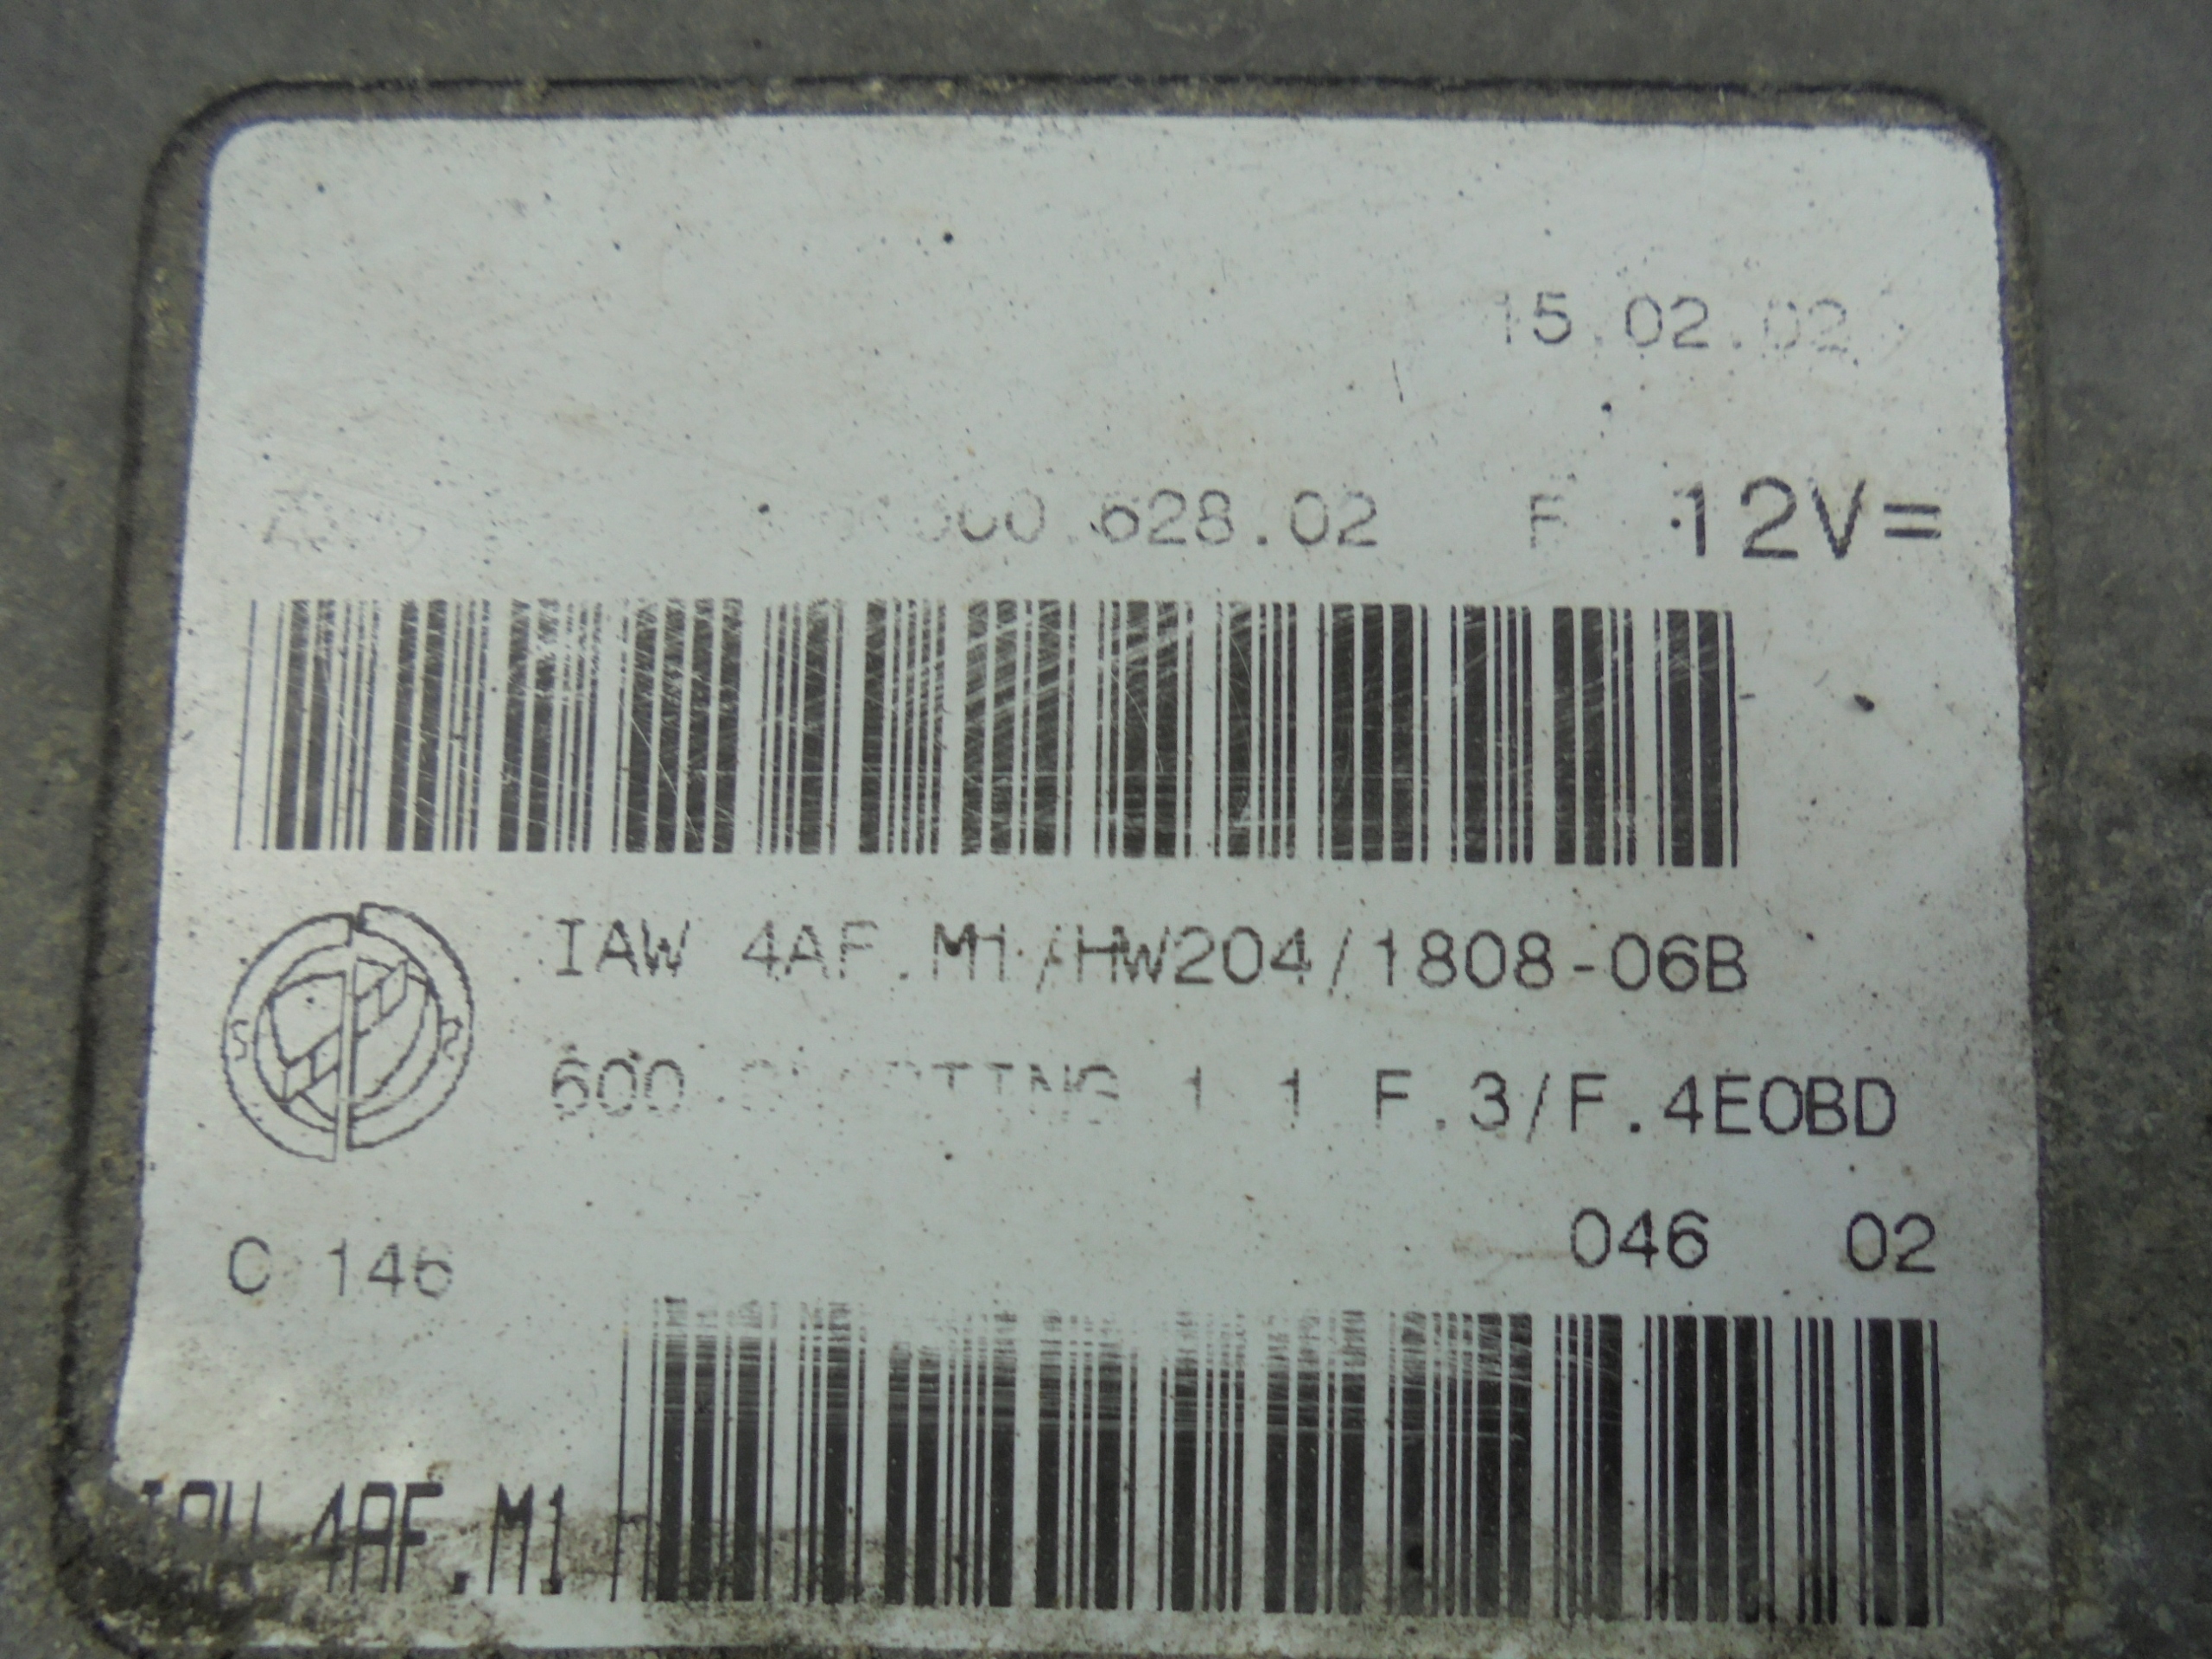 15.02.02
628.02 F 12V=
IAW 4AF.M1/HW204/1808-06B
600 1.1 F.3/F.4EOBD
046 02
C 146
IAW 4AF.M1